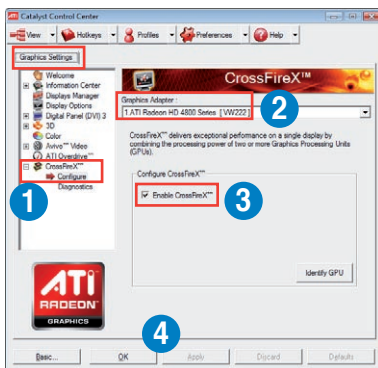 Catalyst Control Center
View Hotkeys Profiles Preferences Help
Graphics Settings
Welcome
Information Center
Displays Manager
Display Options
Digital Panel (DVI) 3
3D
Color
Avivo™ Video
ATI Overdrive™
CrossFireX™
Configure
Diagnostics
1
CrossFireX™
Graphics Adapter :
1.ATI Radeon HD 4800 Series [ VW222 ]
2
CrossFireX™ delivers exceptional performance on a single display by
combining the processing power of two or more Graphics Processing Units
(GPUs).
Configure CrossFireX™
Enable CrossFireX™
3
Identify GPU
ATI
RADEON
GRAPHICS
4
Basic... OK Apply Discard Defaults